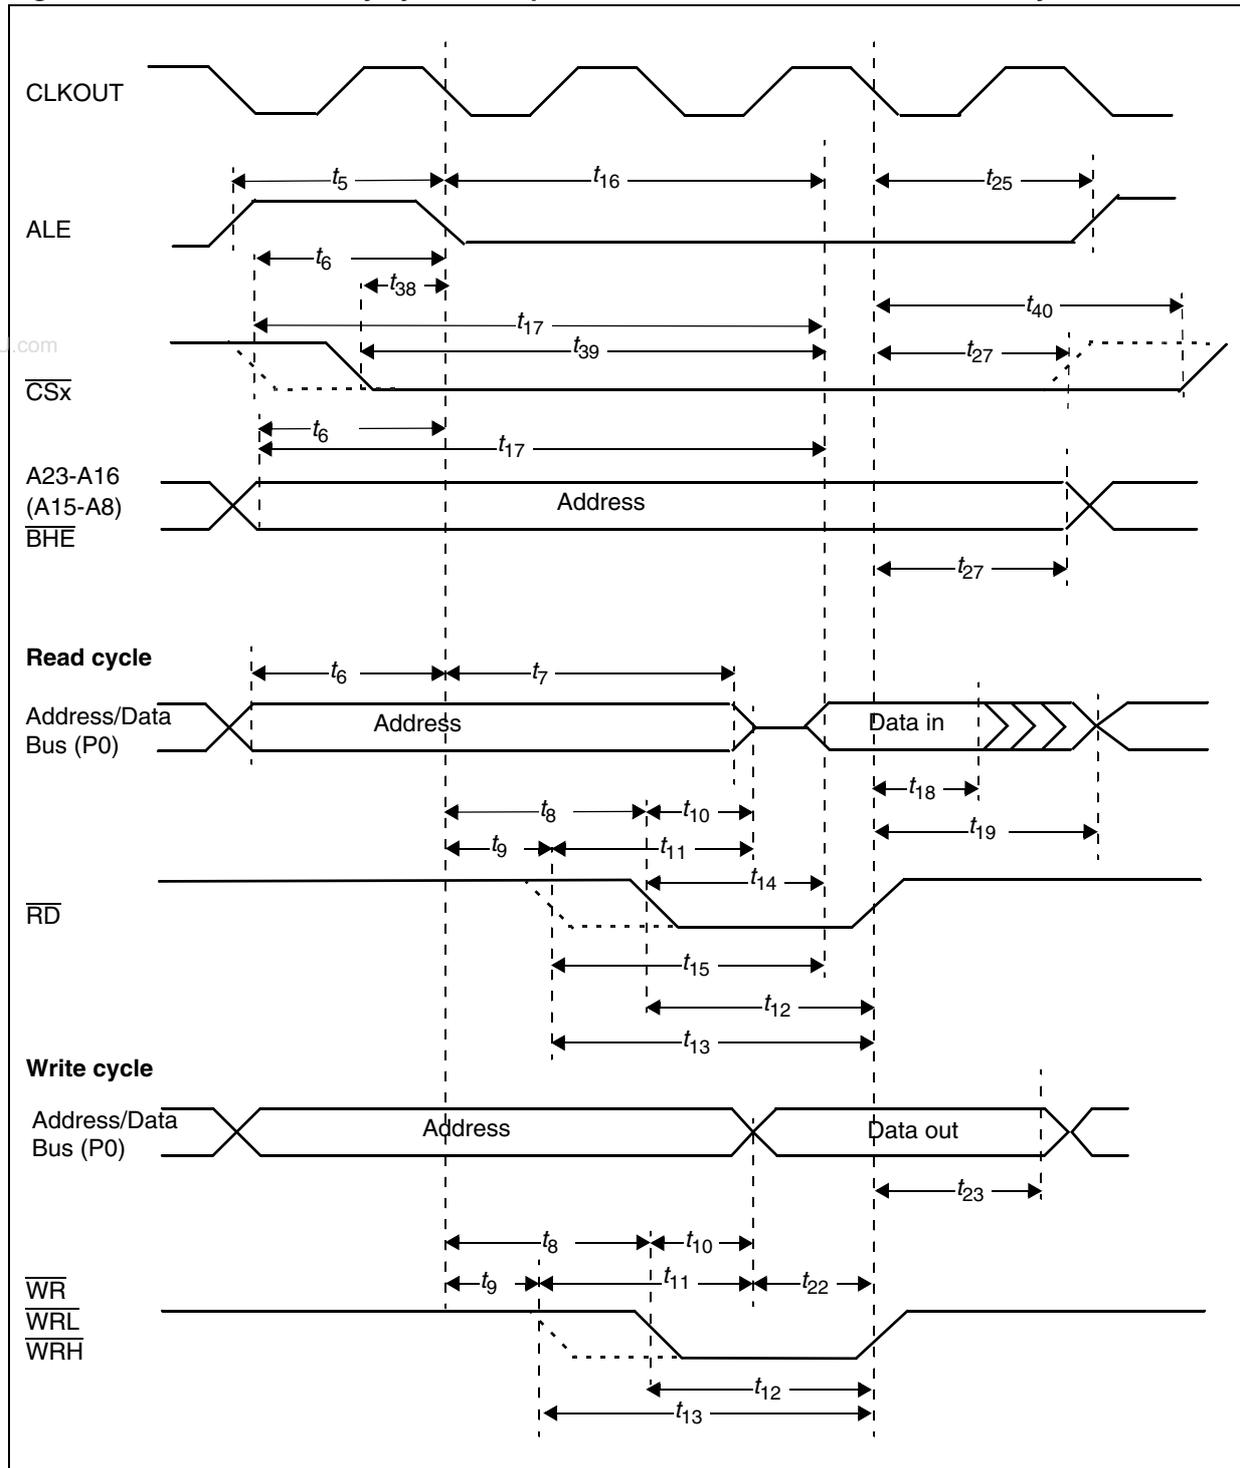 CLKOUT
t5
t16
t25
ALE
t6
t38
t40
t17
J.com
t39
t27
CSx
t6
t17
A23-A16
(A15-A8)
Address
BHE
t27
Read cycle
t6
t7
Address/Data
Bus (P0)
Address
Data in
t18
t8
t10
t19
t9
t11
t14
RD
t15
t12
t13
Write cycle
Address/Data
Bus (P0)
Address
Data out
t23
t8
t10
WR
t9
t11
t22
WRL
WRH
t12
t13